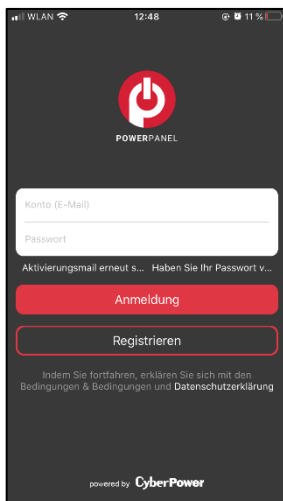 WLAN 12:48 11 %
POWERPANEL
Konto (E-Mail)
Passwort
Aktivierungsmail erneut s... Haben Sie Ihr Passwort v...
Anmeldung
Registrieren
Indem Sie fortfahren, erklären Sie sich mit den
Bedingungen & Bedingungen und Datenschutzerklärung
powered by CyberPower